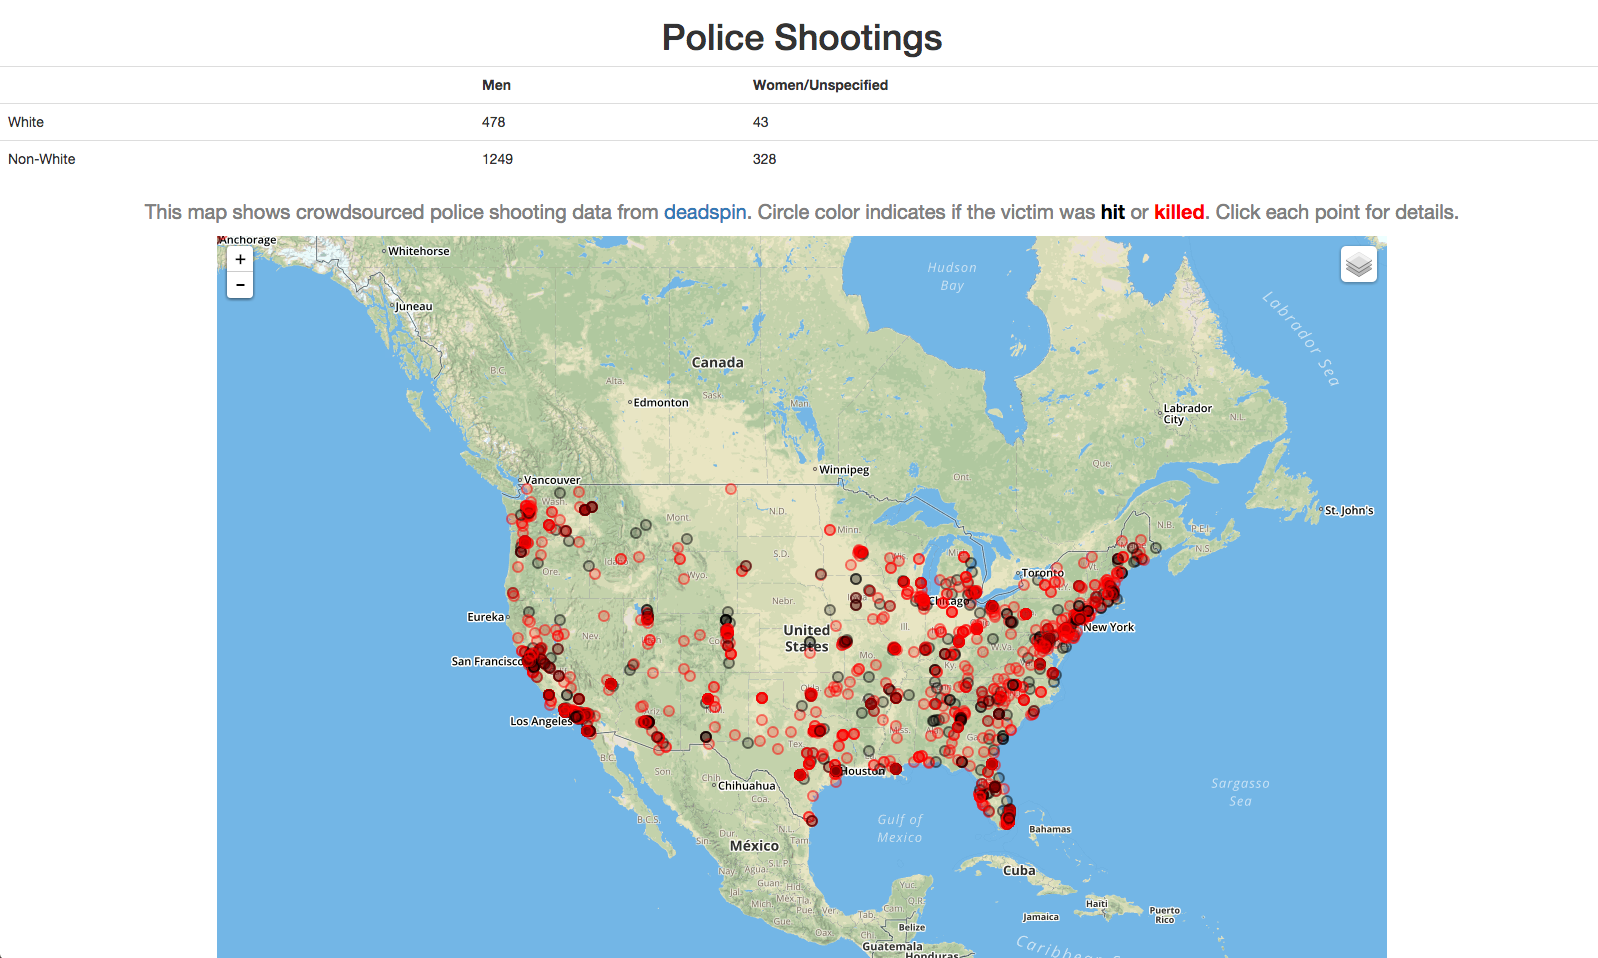 Police Shootings
Men Women/Unspecified
White 478 43
Non-White 1249 328
This map shows crowdsourced police shooting data from deadspin. Circle color indicates if the victim was hit or killed. Click each point for details.
Anchorage
Whitehorse
+
-
Hudson
Bay
Labrador Sea
Juneau
Canada
B.C.
Alta.
Sask
Man.
Edmonton
Labrador
City
N.L.
Winnipeg
Que.
Ont.
Vancouver
Wash.
N.D.
Mont.
Minn.
N.B.
P.E.I.
N.S.
St. John's
S.D.
Wis.
Mich.
Toronto
Ore.
Idaho
Wyo.
Nebr.
Chicago
Eureka
Nev.
United
States
Ill.
New York
San Francisco
Mo.
Ky.
W.Va.
Okla.
Los Angeles
Ariz.
Miss.
Ga.
Tex.
B.C.
Son.
Chih.
Chihuahua
Coa.
Houston
Sargasso
Sea
B.C.S.
Dur.
N.L.
Sin.
Tam.
México
Gulf of
Mexico
Bahamas
Nay.
Agua.
S.L.P.
Cuba
Jal.
Guan.
Hid.
Mich.
Mex.
Tla.
Pue.
Ver.
Yuc.
Q.R.
Cam.
Tab.
Haiti
Jamaica
Puerto
Rico
Gue.
Oax.
Chi.
Belize
Guatemala
Honduras
Caribbean